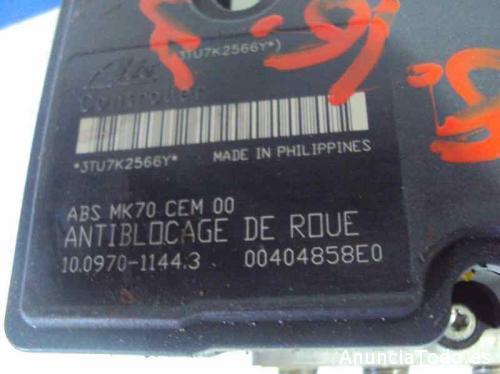 *3TU7K2566Y*)
Ate
Controller
*3TU7K2566Y* MADE IN PHILIPPINES
ABS MK70 CEM 00
ANTIBLOCAGE DE ROUE
10.0970-1144.3 00404858E0
AnunciaTodo.es